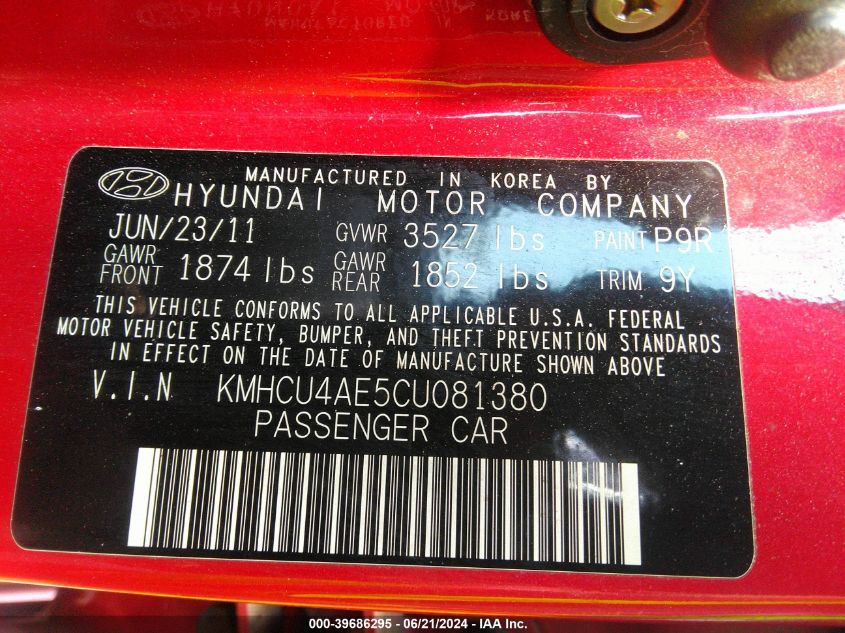 MANUFACTURED IN KOREA BY
HYUNDAI MOTOR COMPANY
JUN/23/11 GVWR 3527 lbs PAINT P9R
GAWR FRONT 1874 lbs GAWR REAR 1852 lbs TRIM 9Y
THIS VEHICLE CONFORMS TO ALL APPLICABLE U.S.A. FEDERAL
MOTOR VEHICLE SAFETY, BUMPER, AND THEFT PREVENTION STANDARDS
IN EFFECT ON THE DATE OF MANUFACTURE SHOWN ABOVE
V.I.N KMHCU4AE5CU081380
PASSENGER CAR
000-39686295 - 06/21/2024 - IAA Inc.